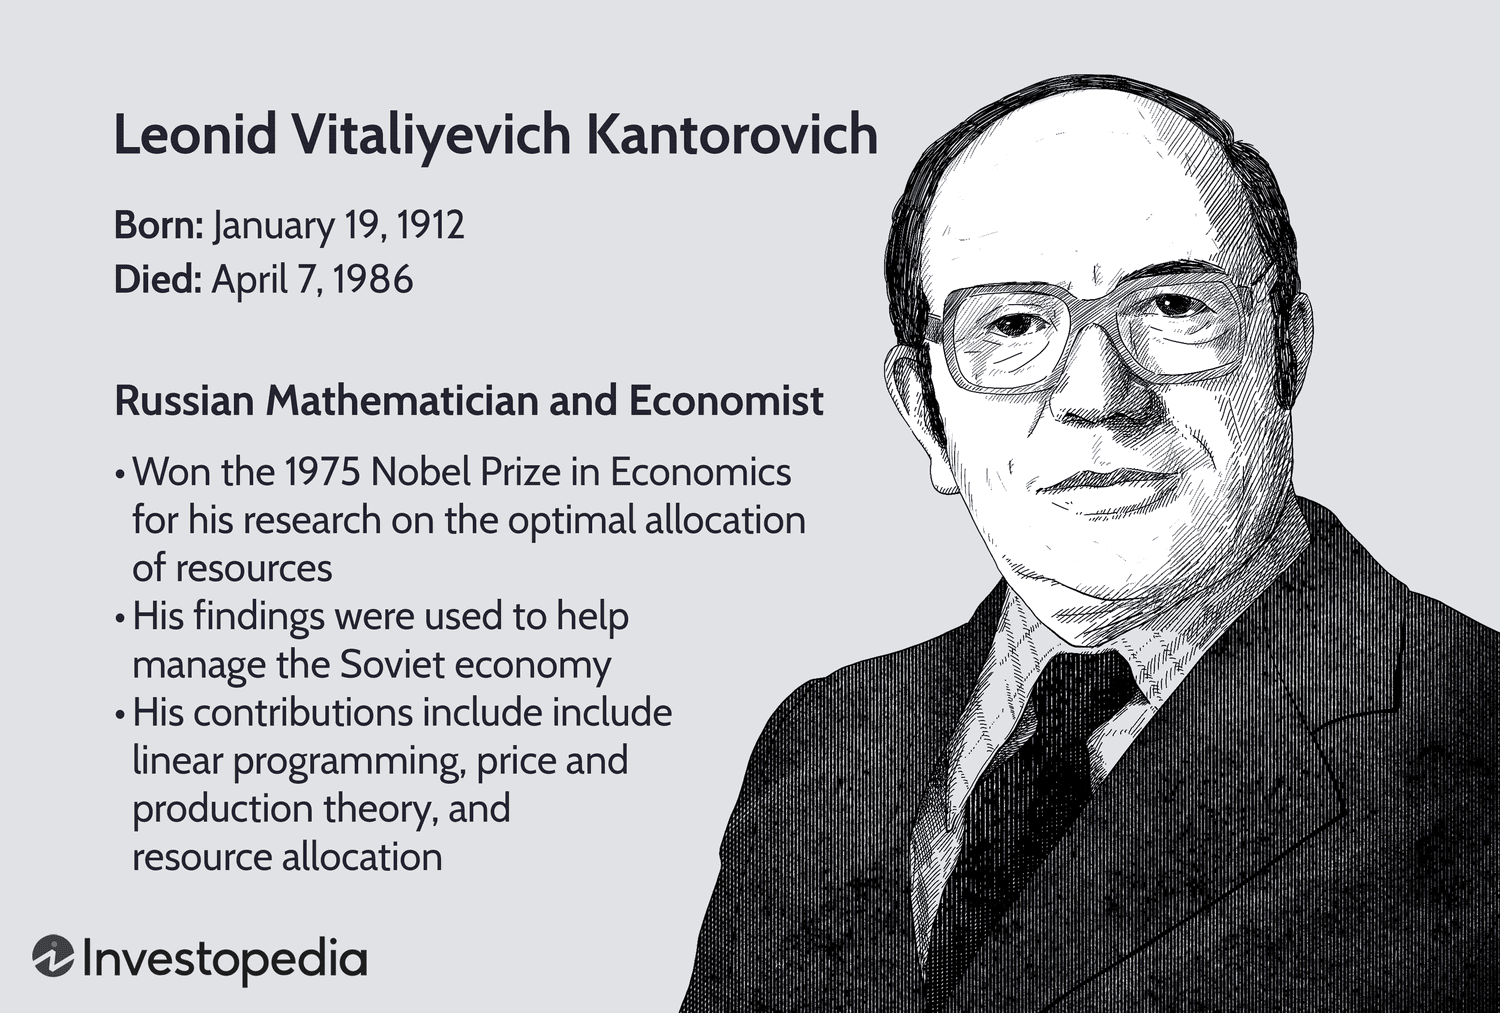 Leonid Vitaliyevich Kantorovich
Born: January 19, 1912
Died: April 7, 1986
Russian Mathematician and Economist
• Won the 1975 Nobel Prize in Economics
for his research on the optimal allocation
of resources
• His findings were used to help
manage the Soviet economy
• His contributions include include
linear programming, price and
production theory, and
resource allocation
Investopedia